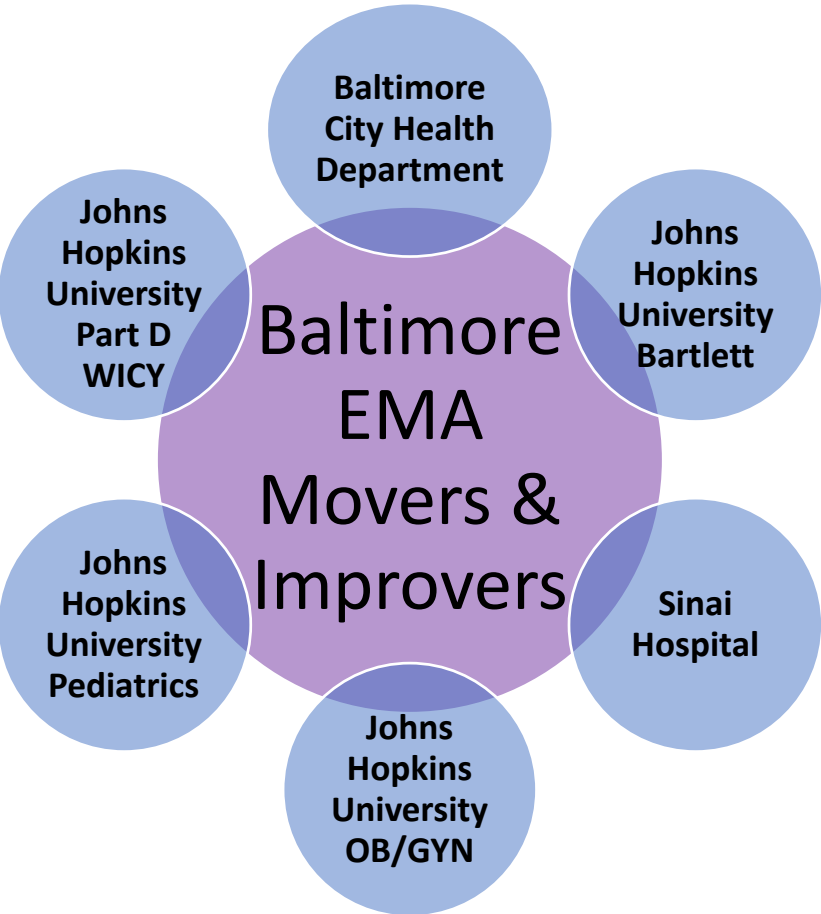 Baltimore
City Health
Department
Johns
Hopkins
University
Part D
WICY
Johns
Hopkins
University
Bartlett
Baltimore
EMA
Movers &
Improvers
Johns
Hopkins
University
Pediatrics
Sinai
Hospital
Johns
Hopkins
University
OB/GYN